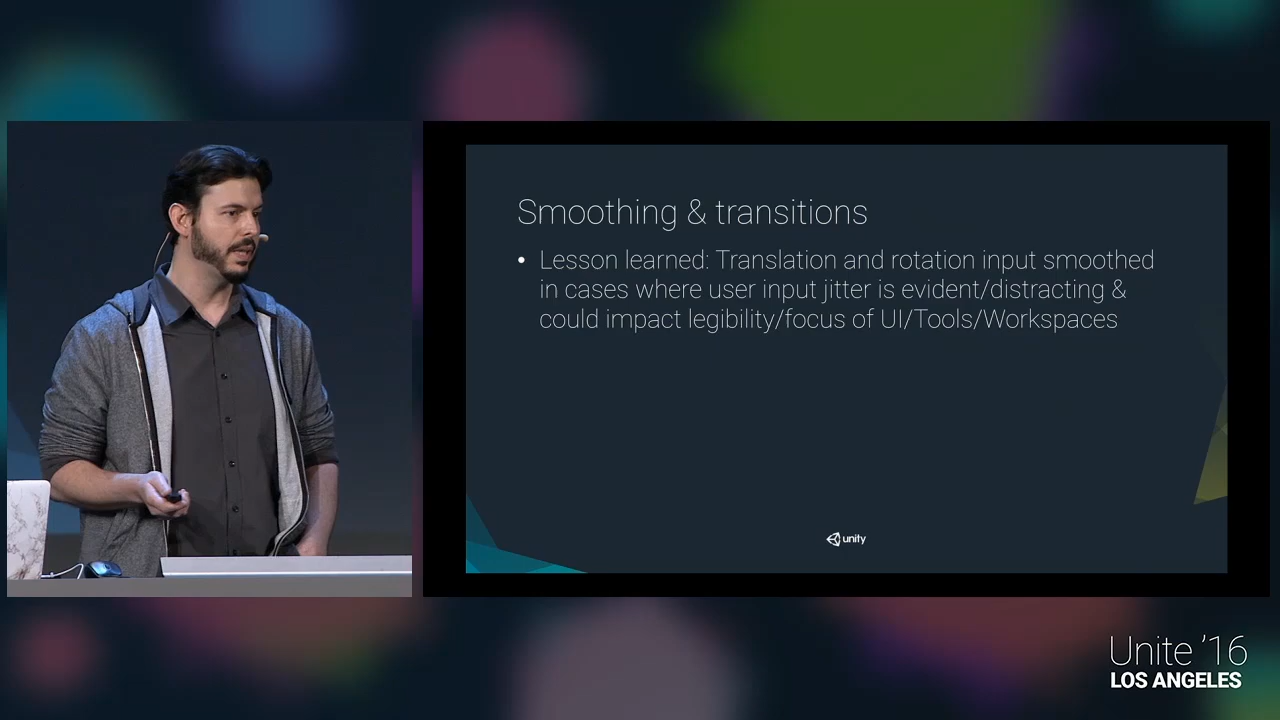 Smoothing & transitions
• Lesson learned: Translation and rotation input smoothed
in cases where user input jitter is evident/distracting &
could impact legibility/focus of UI/Tools/Workspaces
unity
Unite '16
LOS ANGELES